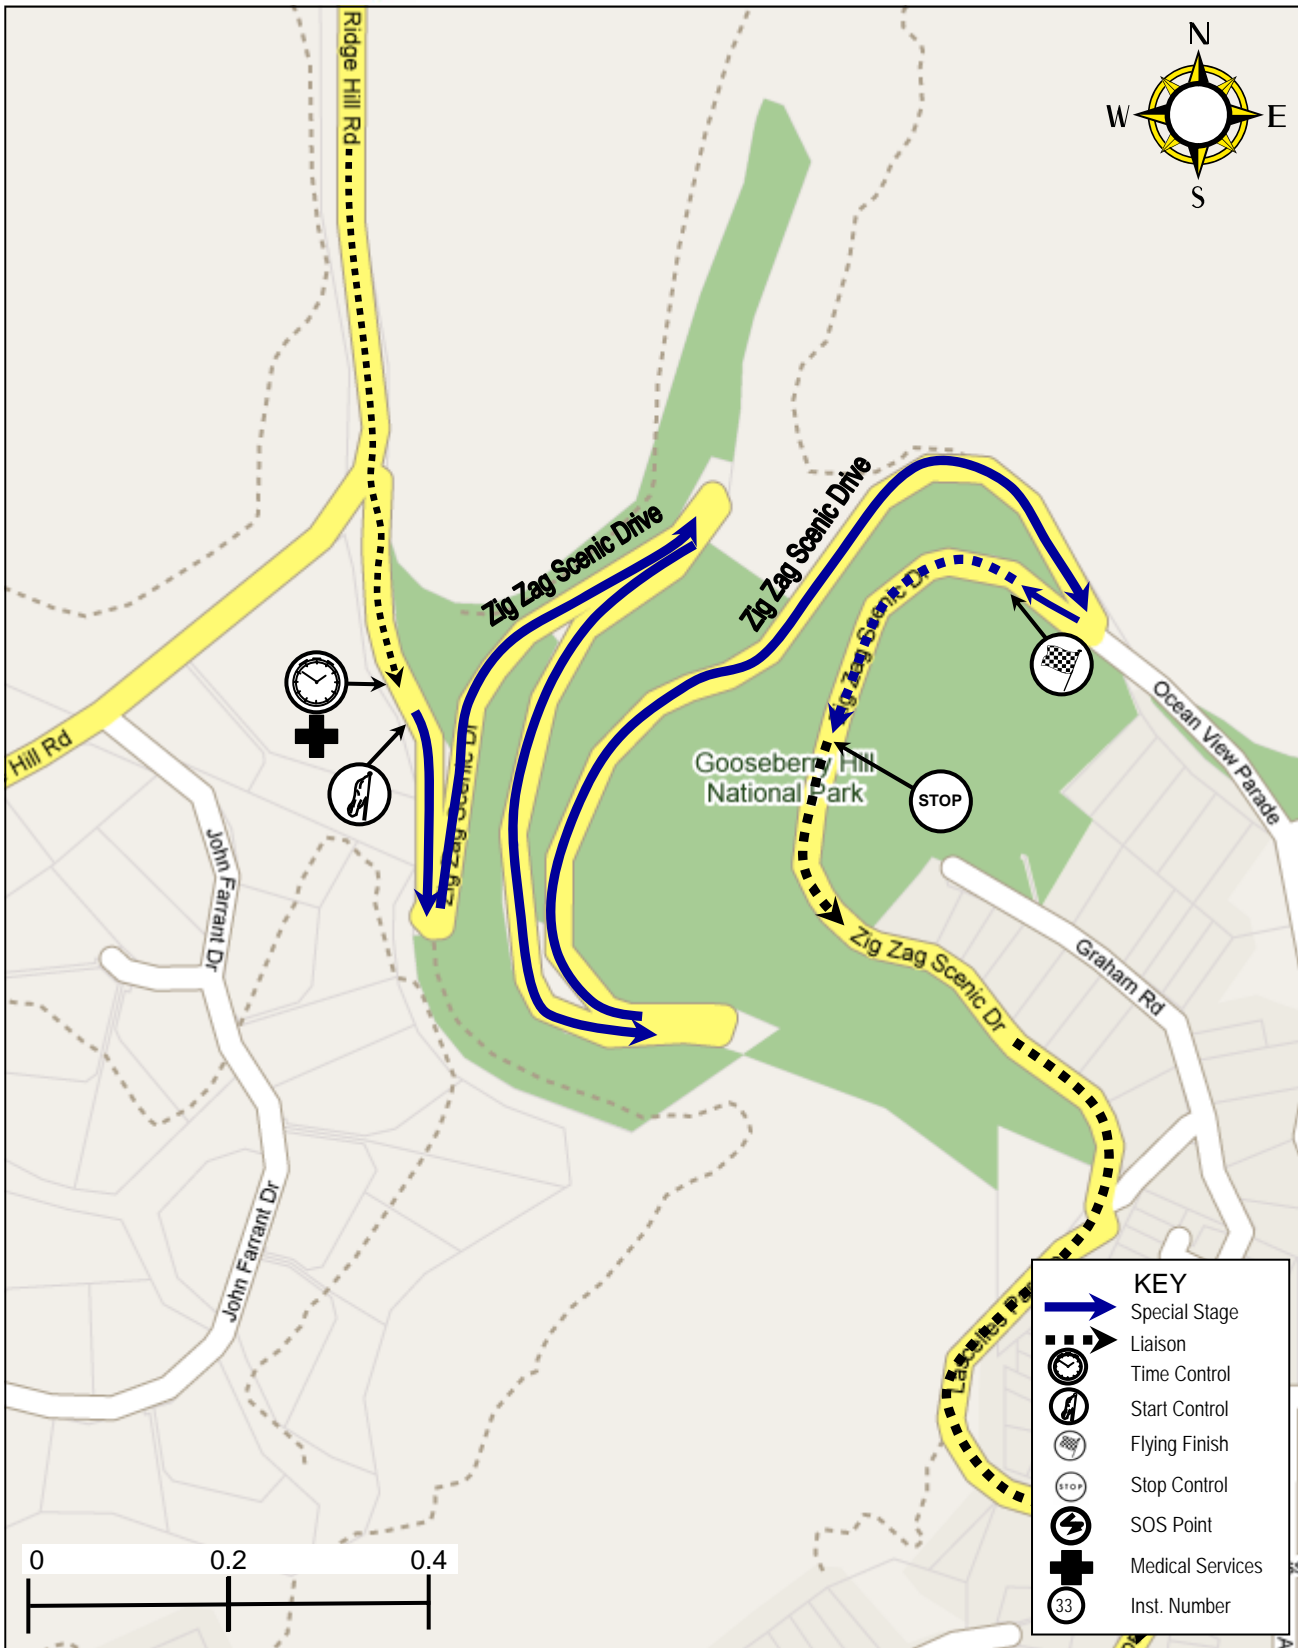 Ridge Hill Rd
N
W
E
S
Zig Zag Scenic Drive
Zig Zag Scenic Drive
Zig Zag Scenic Dr
Zig Zag Scenic Dr
Ocean View Parade
Hill Rd
Gooseberry Hill
National Park
STOP
John Farrant Dr
Zig Zag Scenic Dr
Graham Rd
John Farrant Dr
KEY
Special Stage
Liaison
Time Control
Start Control
Flying Finish
STOP
Stop Control
SOS Point
Medical Services
33
Inst. Number
0
0.2
0.4